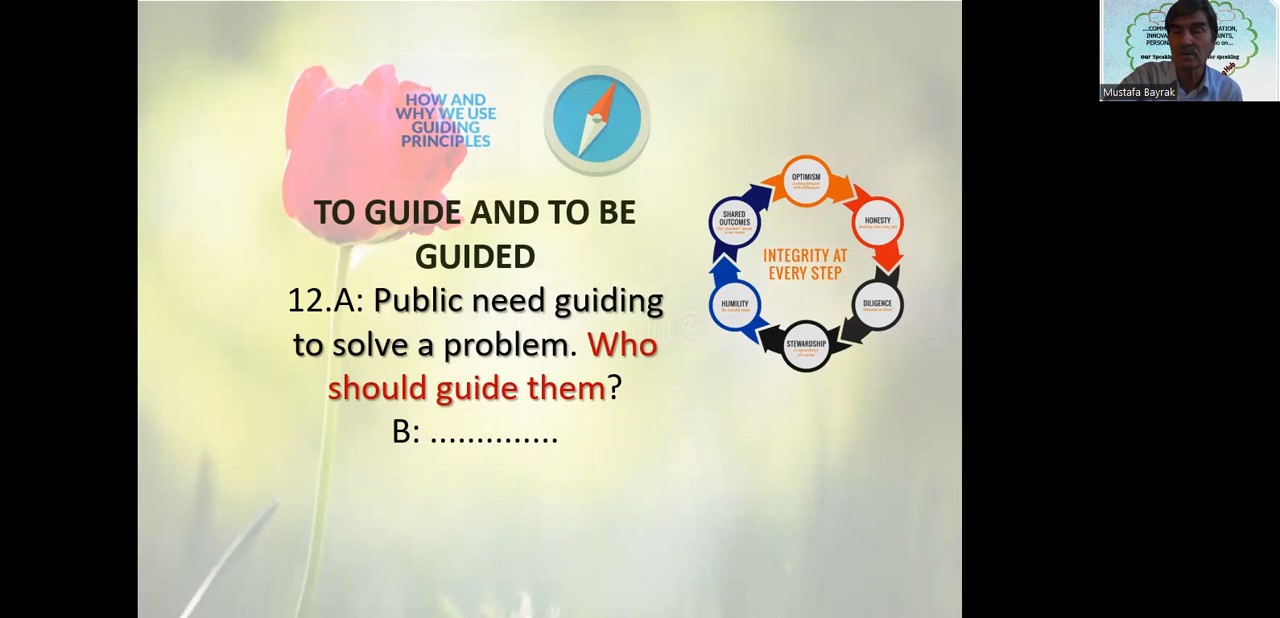 HOW AND
WHY WE USE
GUIDING
PRINCIPLES
TO GUIDE AND TO BE
GUIDED
12.A: Public need guiding
to solve a problem. Who
should guide them?
B: ..............
OPTIMISM
HONESTY
DILIGENCE
STEWARDSHIP
HUMILITY
SHARED
OUTCOMES
INTEGRITY AT
EVERY STEP
Mustafa Bayrak